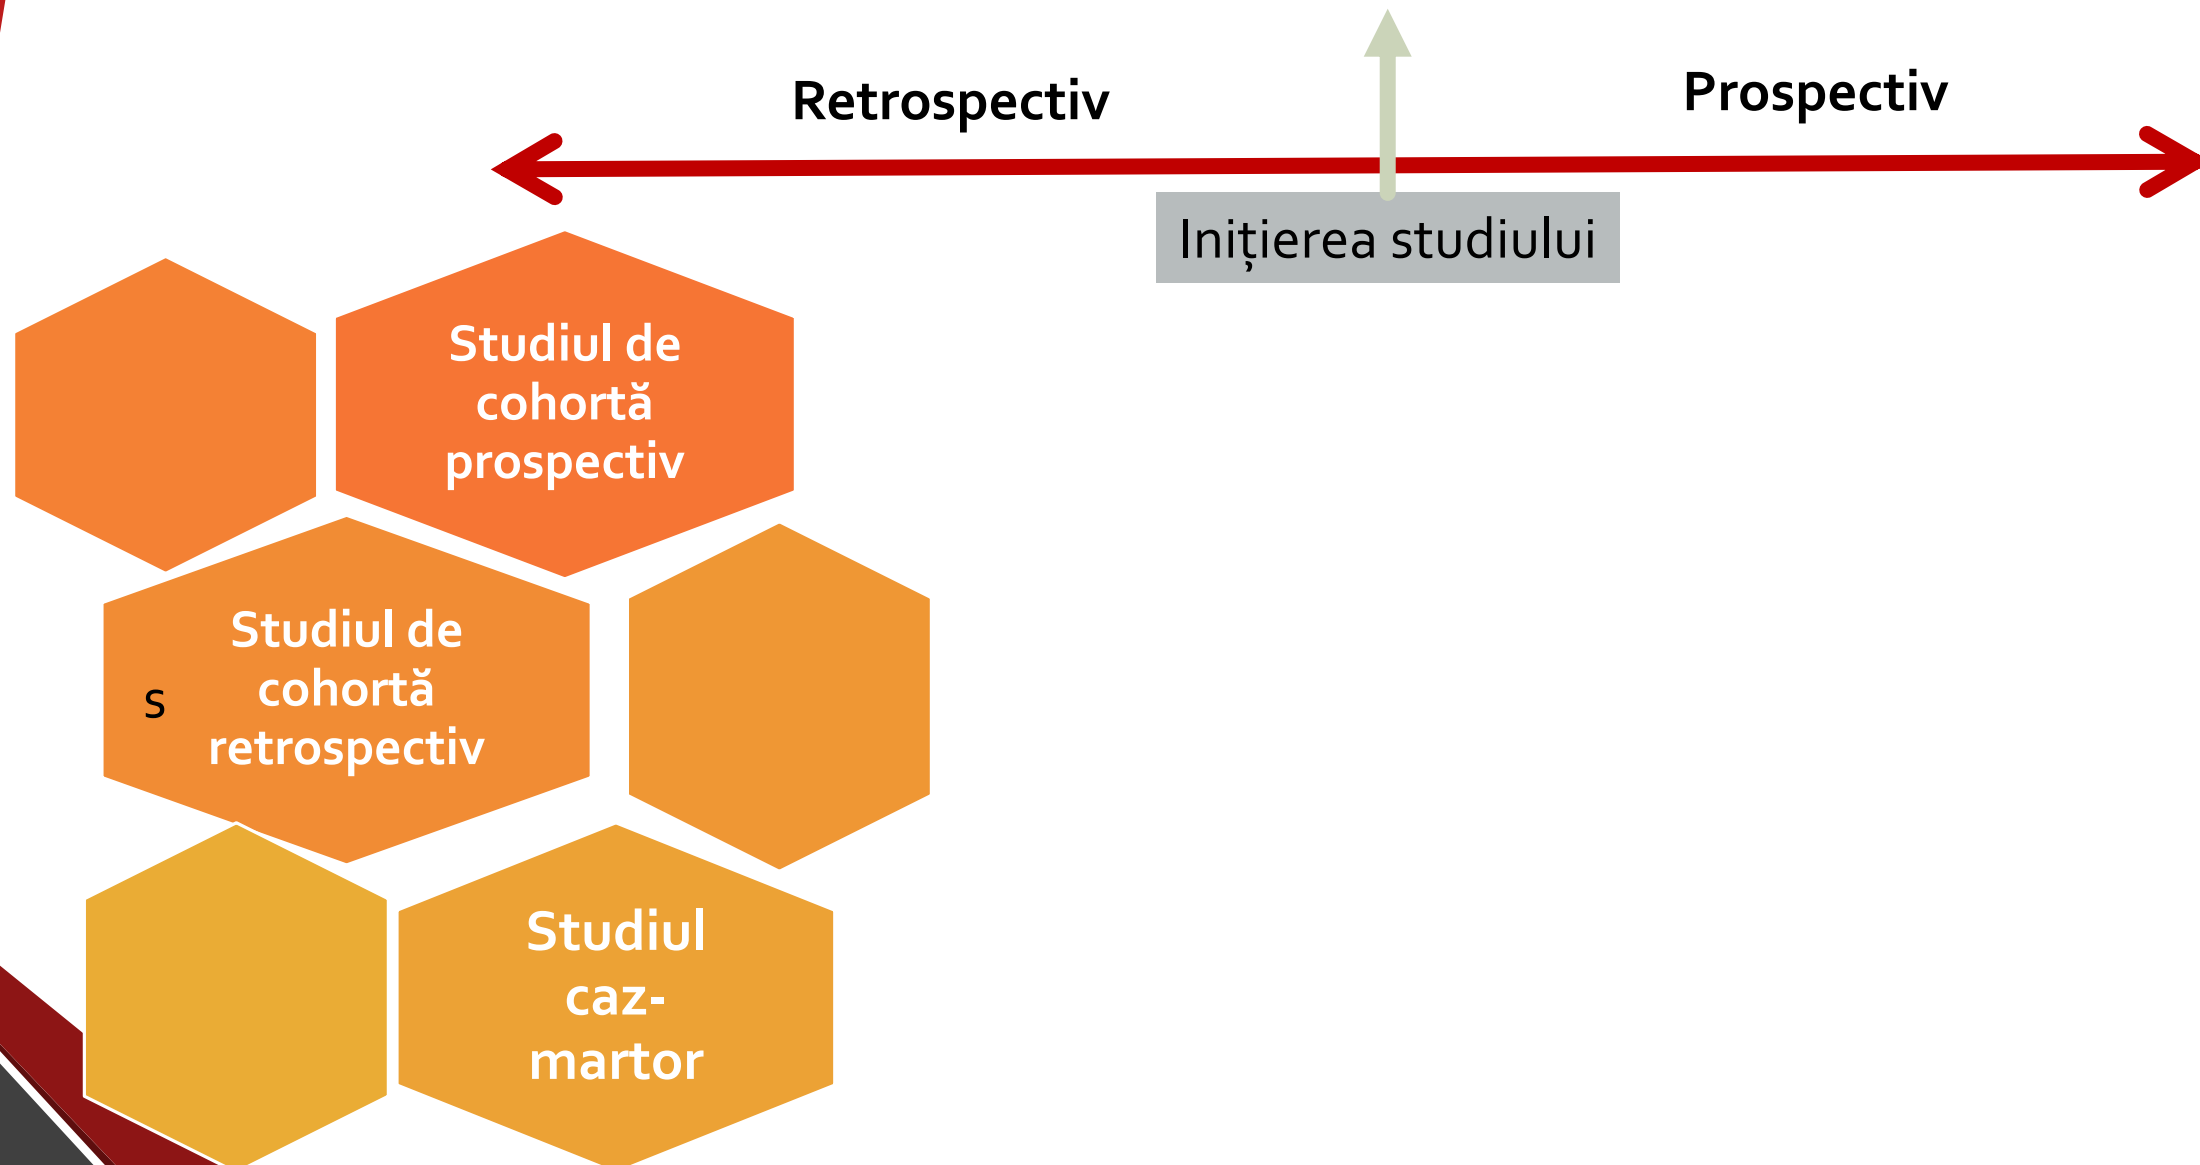 Retrospectiv
Prospectiv
Inițierea studiului
Studiul de
cohortă
prospectiv
Studiul de
cohortă
retrospectiv
s
Studiul
caz-
martor